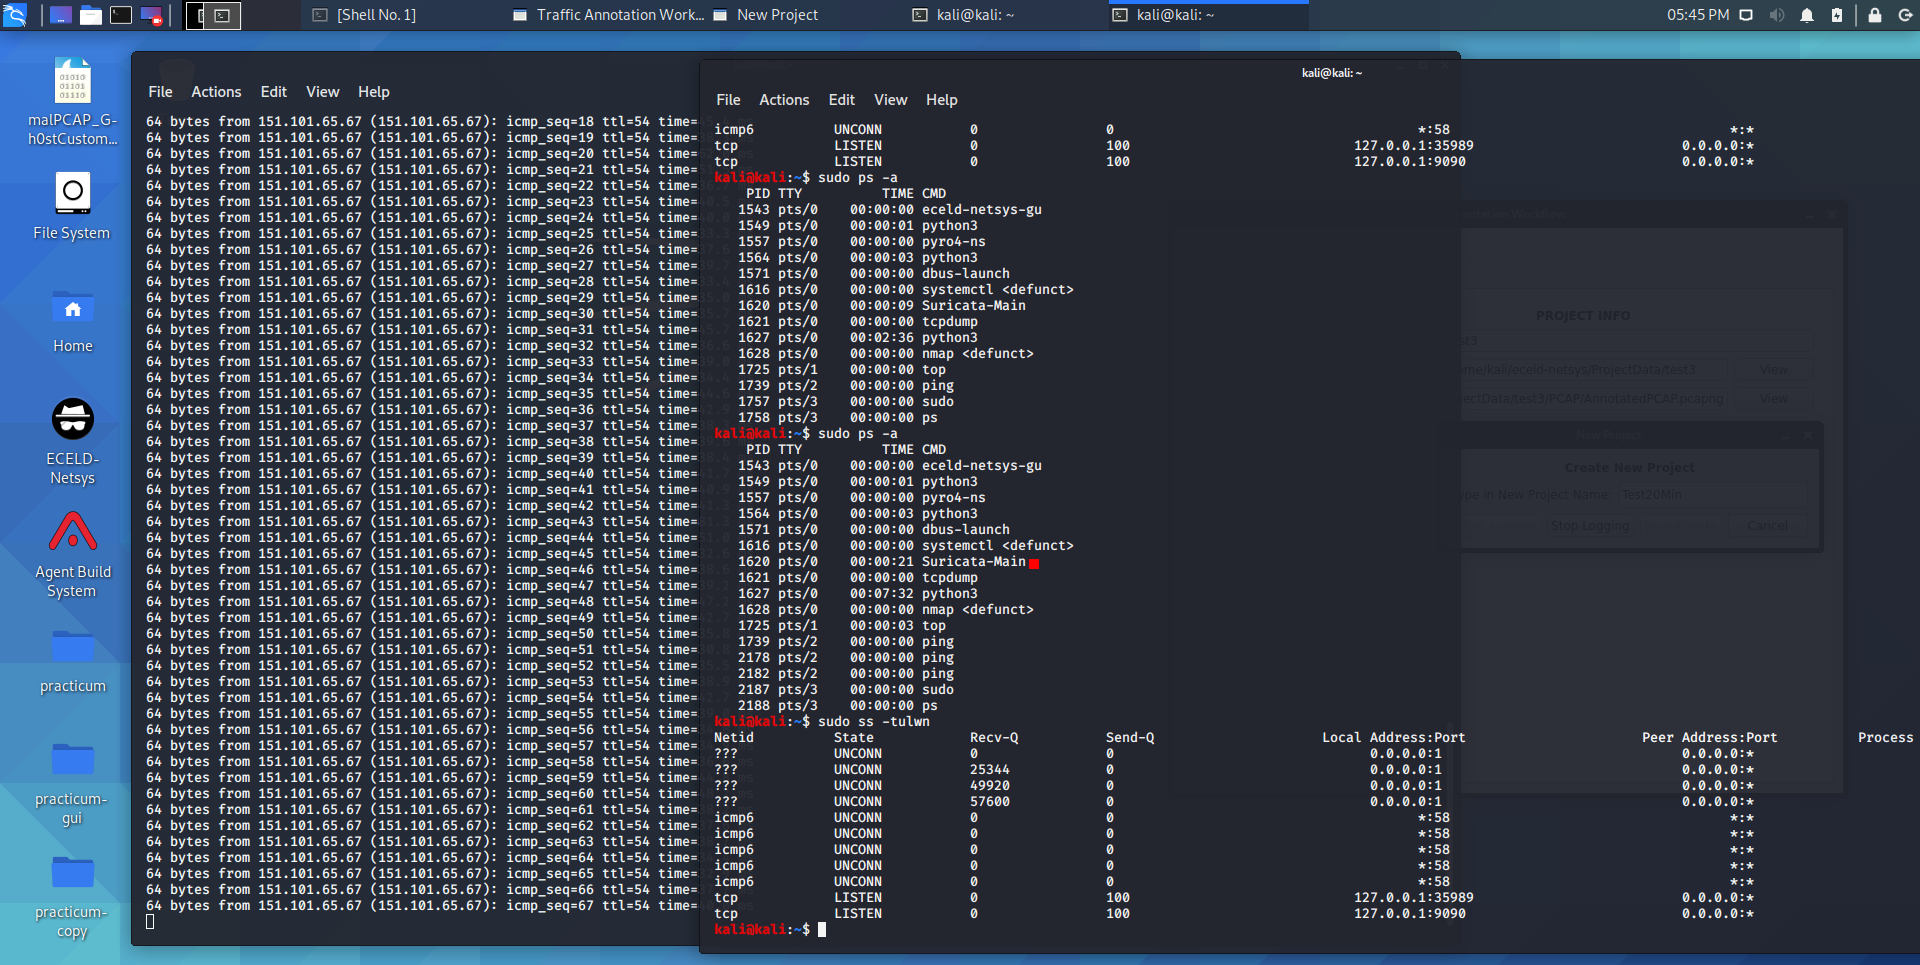 [Shell No. 1]
Traffic Annotation Work...
New Project
kali@kali: ~
kali@kali: ~
05:45 PM
01010
01011
01110
malPCAP_G-
h0stCustom...
File System
Home
ECELD-
Netsys
Agent Build
System
practicum
practicum-
gui
practicum-
copy
File Actions Edit View Help
64 bytes from 151.101.65.67 (151.101.65.67): icmp_seq=18 ttl=54 time=
64 bytes from 151.101.65.67 (151.101.65.67): icmp_seq=19 ttl=54 time=
64 bytes from 151.101.65.67 (151.101.65.67): icmp_seq=20 ttl=54 time=
64 bytes from 151.101.65.67 (151.101.65.67): icmp_seq=21 ttl=54 time=
64 bytes from 151.101.65.67 (151.101.65.67): icmp_seq=22 ttl=54 time=
64 bytes from 151.101.65.67 (151.101.65.67): icmp_seq=23 ttl=54 time=
64 bytes from 151.101.65.67 (151.101.65.67): icmp_seq=24 ttl=54 time=
64 bytes from 151.101.65.67 (151.101.65.67): icmp_seq=25 ttl=54 time=
64 bytes from 151.101.65.67 (151.101.65.67): icmp_seq=26 ttl=54 time=
64 bytes from 151.101.65.67 (151.101.65.67): icmp_seq=27 ttl=54 time=
64 bytes from 151.101.65.67 (151.101.65.67): icmp_seq=28 ttl=54 time=
64 bytes from 151.101.65.67 (151.101.65.67): icmp_seq=29 ttl=54 time=
64 bytes from 151.101.65.67 (151.101.65.67): icmp_seq=30 ttl=54 time=
64 bytes from 151.101.65.67 (151.101.65.67): icmp_seq=31 ttl=54 time=
64 bytes from 151.101.65.67 (151.101.65.67): icmp_seq=32 ttl=54 time=
64 bytes from 151.101.65.67 (151.101.65.67): icmp_seq=33 ttl=54 time=
64 bytes from 151.101.65.67 (151.101.65.67): icmp_seq=34 ttl=54 time=
64 bytes from 151.101.65.67 (151.101.65.67): icmp_seq=35 ttl=54 time=
64 bytes from 151.101.65.67 (151.101.65.67): icmp_seq=36 ttl=54 time=
64 bytes from 151.101.65.67 (151.101.65.67): icmp_seq=37 ttl=54 time=
64 bytes from 151.101.65.67 (151.101.65.67): icmp_seq=38 ttl=54 time=
64 bytes from 151.101.65.67 (151.101.65.67): icmp_seq=39 ttl=54 time=
64 bytes from 151.101.65.67 (151.101.65.67): icmp_seq=40 ttl=54 time=
64 bytes from 151.101.65.67 (151.101.65.67): icmp_seq=41 ttl=54 time=
64 bytes from 151.101.65.67 (151.101.65.67): icmp_seq=42 ttl=54 time=
64 bytes from 151.101.65.67 (151.101.65.67): icmp_seq=43 ttl=54 time=
64 bytes from 151.101.65.67 (151.101.65.67): icmp_seq=44 ttl=54 time=
64 bytes from 151.101.65.67 (151.101.65.67): icmp_seq=45 ttl=54 time=
64 bytes from 151.101.65.67 (151.101.65.67): icmp_seq=46 ttl=54 time=
64 bytes from 151.101.65.67 (151.101.65.67): icmp_seq=47 ttl=54 time=
64 bytes from 151.101.65.67 (151.101.65.67): icmp_seq=48 ttl=54 time=
64 bytes from 151.101.65.67 (151.101.65.67): icmp_seq=49 ttl=54 time=
64 bytes from 151.101.65.67 (151.101.65.67): icmp_seq=50 ttl=54 time=
64 bytes from 151.101.65.67 (151.101.65.67): icmp_seq=51 ttl=54 time=
64 bytes from 151.101.65.67 (151.101.65.67): icmp_seq=52 ttl=54 time=
64 bytes from 151.101.65.67 (151.101.65.67): icmp_seq=53 ttl=54 time=
64 bytes from 151.101.65.67 (151.101.65.67): icmp_seq=54 ttl=54 time=
64 bytes from 151.101.65.67 (151.101.65.67): icmp_seq=55 ttl=54 time=
64 bytes from 151.101.65.67 (151.101.65.67): icmp_seq=56 ttl=54 time=
64 bytes from 151.101.65.67 (151.101.65.67): icmp_seq=57 ttl=54 time=
64 bytes from 151.101.65.67 (151.101.65.67): icmp_seq=58 ttl=54 time=
64 bytes from 151.101.65.67 (151.101.65.67): icmp_seq=59 ttl=54 time=
64 bytes from 151.101.65.67 (151.101.65.67): icmp_seq=60 ttl=54 time=
64 bytes from 151.101.65.67 (151.101.65.67): icmp_seq=61 ttl=54 time=
64 bytes from 151.101.65.67 (151.101.65.67): icmp_seq=62 ttl=54 time=
64 bytes from 151.101.65.67 (151.101.65.67): icmp_seq=63 ttl=54 time=
64 bytes from 151.101.65.67 (151.101.65.67): icmp_seq=64 ttl=54 time=
64 bytes from 151.101.65.67 (151.101.65.67): icmp_seq=65 ttl=54 time=
64 bytes from 151.101.65.67 (151.101.65.67): icmp_seq=66 ttl=54 time=
64 bytes from 151.101.65.67 (151.101.65.67): icmp_seq=67 ttl=54 time=
kali@kali: ~
File Actions Edit View Help
icmp6 UNCONN 0 0 *:58 *:*
tcp LISTEN 0 100 127.0.0.1:35989 0.0.0.0:*
tcp LISTEN 0 100 127.0.0.1:9090 0.0.0.0:*
kali@kali:~$ sudo ps -a
PID TTY TIME CMD
1543 pts/0 00:00:00 eceld-netsys-gu
1549 pts/0 00:00:01 python3
1557 pts/0 00:00:00 pyro4-ns
1564 pts/0 00:00:03 python3
1571 pts/0 00:00:00 dbus-launch
1616 pts/0 00:00:00 systemctl <defunct>
1620 pts/0 00:00:09 Suricata-Main
1621 pts/0 00:00:00 tcpdump
1627 pts/0 00:02:36 python3
1628 pts/0 00:00:00 nmap <defunct>
1725 pts/1 00:00:00 top
1739 pts/2 00:00:00 ping
1757 pts/3 00:00:00 sudo
1758 pts/3 00:00:00 ps
kali@kali:~$ sudo ps -a
PID TTY TIME CMD
1543 pts/0 00:00:00 eceld-netsys-gu
1549 pts/0 00:00:01 python3
1557 pts/0 00:00:00 pyro4-ns
1564 pts/0 00:00:03 python3
1571 pts/0 00:00:00 dbus-launch
1616 pts/0 00:00:00 systemctl <defunct>
1620 pts/0 00:00:21 Suricata-Main
1621 pts/0 00:00:00 tcpdump
1627 pts/0 00:07:32 python3
1628 pts/0 00:00:00 nmap <defunct>
1725 pts/1 00:00:03 top
1739 pts/2 00:00:00 ping
2178 pts/2 00:00:00 ping
2182 pts/2 00:00:00 ping
2187 pts/3 00:00:00 sudo
2188 pts/3 00:00:00 ps
kali@kali:~$ sudo ss -tulwn
Netid State Recv-Q Send-Q Local Address:Port Peer Address:Port Process
??? UNCONN 0 0 0.0.0.0:1 0.0.0.0:*
??? UNCONN 25344 0 0.0.0.0:1 0.0.0.0:*
??? UNCONN 49920 0 0.0.0.0:1 0.0.0.0:*
??? UNCONN 57600 0 0.0.0.0:1 0.0.0.0:*
icmp6 UNCONN 0 0 *:58 *:*
icmp6 UNCONN 0 0 *:58 *:*
icmp6 UNCONN 0 0 *:58 *:*
icmp6 UNCONN 0 0 *:58 *:*
icmp6 UNCONN 0 0 *:58 *:*
tcp LISTEN 0 100 127.0.0.1:35989 0.0.0.0:*
tcp LISTEN 0 100 127.0.0.1:9090 0.0.0.0:*
kali@kali:~$
PROJECT INFO
/kali/eceld-netsys/ProjectData/test3 View
ectData/test3/PCAP/AnnotatedPCAP.pcapng View
New Project
Create New Project
in New Project Name Test20Min
Stop Logging Cancel